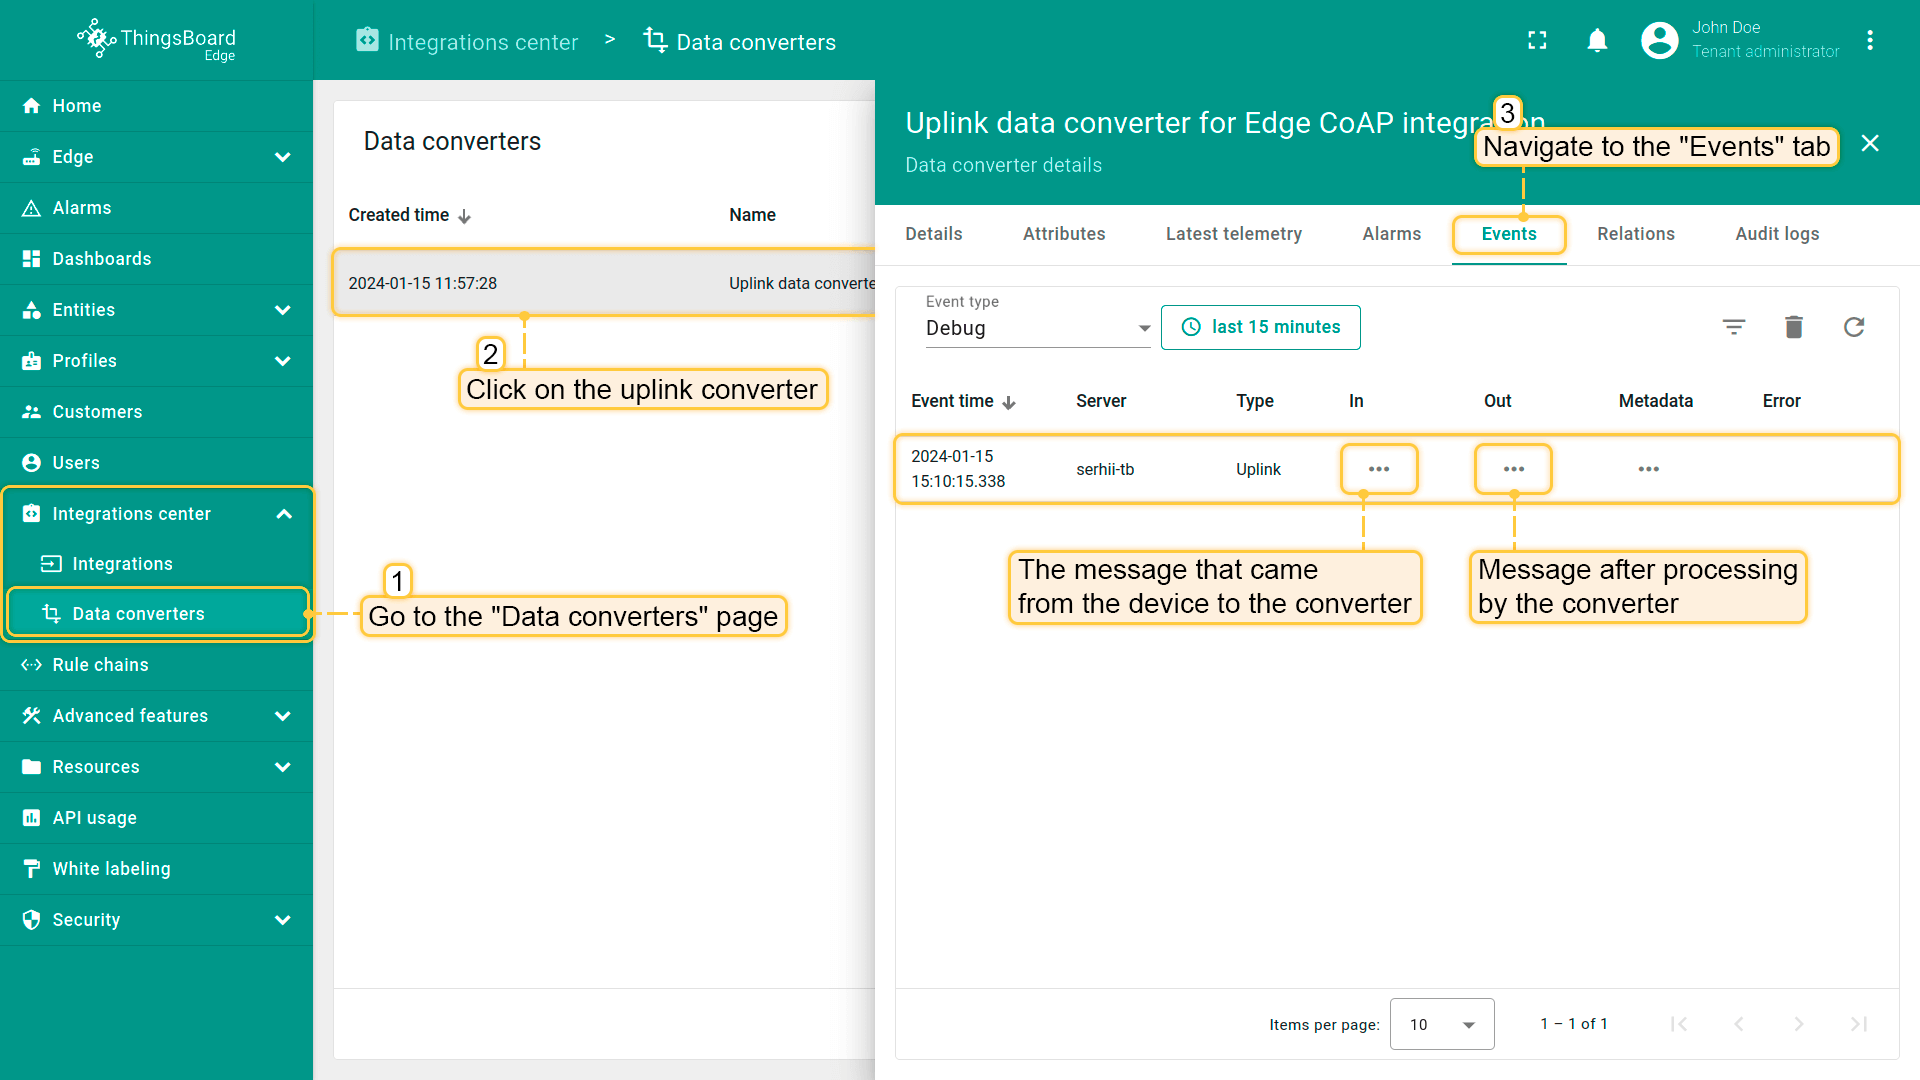 ThingsBoard
Edge
Integrations center > Data converters
John Doe
Tenant administrator
Home
Edge
Alarms
Dashboards
Entities
Profiles
Customers
Users
Integrations center
Integrations
Data converters
Rule chains
Advanced features
Resources
API usage
White labeling
Security
Data converters
Created time Name
2024-01-15 11:57:28 Uplink data converte
2
Click on the uplink converter
1
Go to the "Data converters" page
Uplink data converter for Edge CoAP integration
Data converter details
3
Navigate to the "Events" tab
Details Attributes Latest telemetry Alarms Events Relations Audit logs
Event type
Debug
last 15 minutes
Event time Server Type In Out Metadata Error
2024-01-15
15:10:15.338
serhii-tb Uplink ••• ••• •••
The message that came
from the device to the converter
Message after processing
by the converter
Items per page: 10 1 – 1 of 1